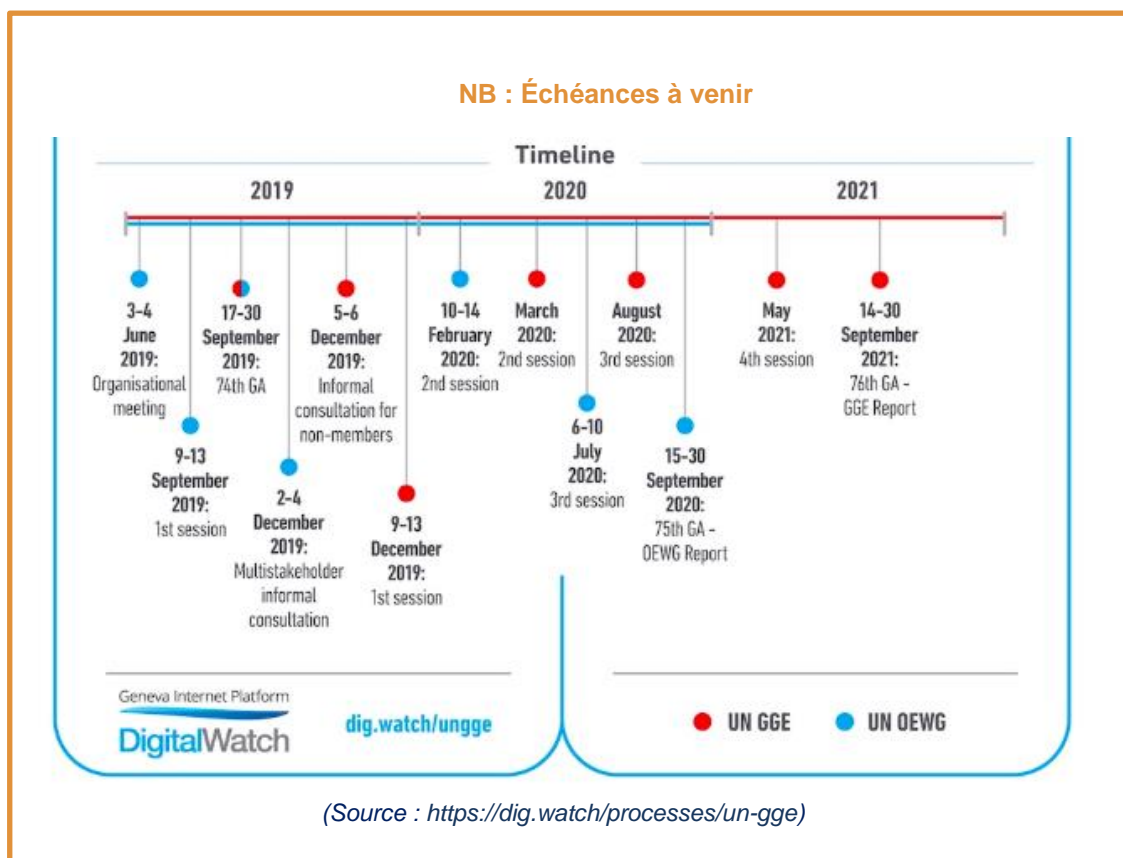 NB : Échéances à venir
Timeline
2019
2020
2021
3-4
June
2019:
Organisational
meeting
9-13
September
2019:
1st session
17-30
September
2019:
74th GA
2-4
December
2019:
Multistakeholder
informal
consultation
5-6
December
2019:
Informal
consultation for
non-members
9-13
December
2019:
1st session
10-14
February
2020:
2nd session
March
2020:
2nd session
6-10
July
2020:
3rd session
August
2020:
3rd session
15-30
September
2020:
75th GA -
OEWG Report
May
2021:
4th session
14-30
September
2021:
76th GA -
GGE Report
Geneva Internet Platform
DigitalWatch
dig.watch/ungge
UN GGE
UN OEWG
(Source : https://dig.watch/processes/un-gge)